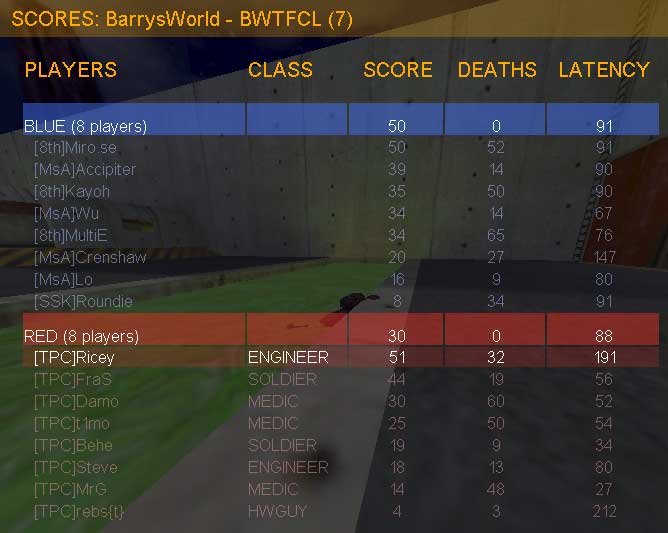 SCORES: BarrysWorld - BWTFCL (7)
PLAYERS CLASS SCORE DEATHS LATENCY
BLUE (8 players) 50 0 91
[8th]Miro.se 50 52 91
[MsA]Accipiter 39 14 90
[8th]Kayoh 35 50 90
[MsA]Wu 34 14 67
[8th]MultiE 34 65 76
[MsA]Crenshaw 20 27 147
[MsA]Lo 16 9 80
[SSK]Roundie 8 34 91
RED (8 players) 30 0 88
[TPC]Ricey ENGINEER 51 32 191
[TPC]FraS SOLDIER 44 19 56
[TPC]Damo MEDIC 30 60 52
[TPC]t1mo MEDIC 25 50 54
[TPC]Behe SOLDIER 19 9 34
[TPC]Steve ENGINEER 18 13 80
[TPC]MrG MEDIC 14 48 27
[TPC]rebs{t} HWGUY 4 3 212